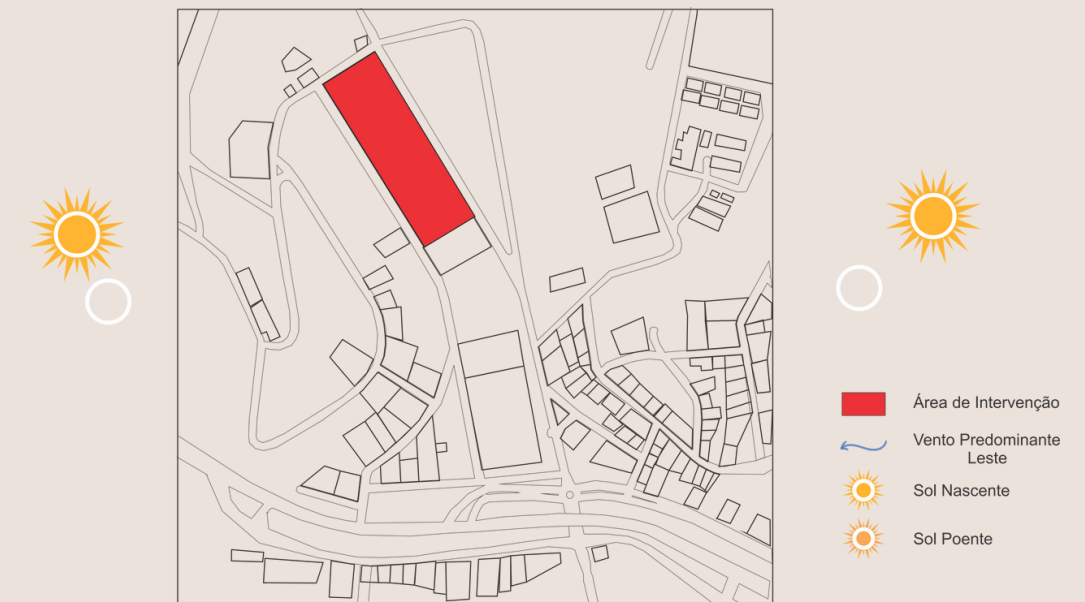 Área de Intervenção
Vento Predominante
Leste
Sol Nascente
Sol Poente